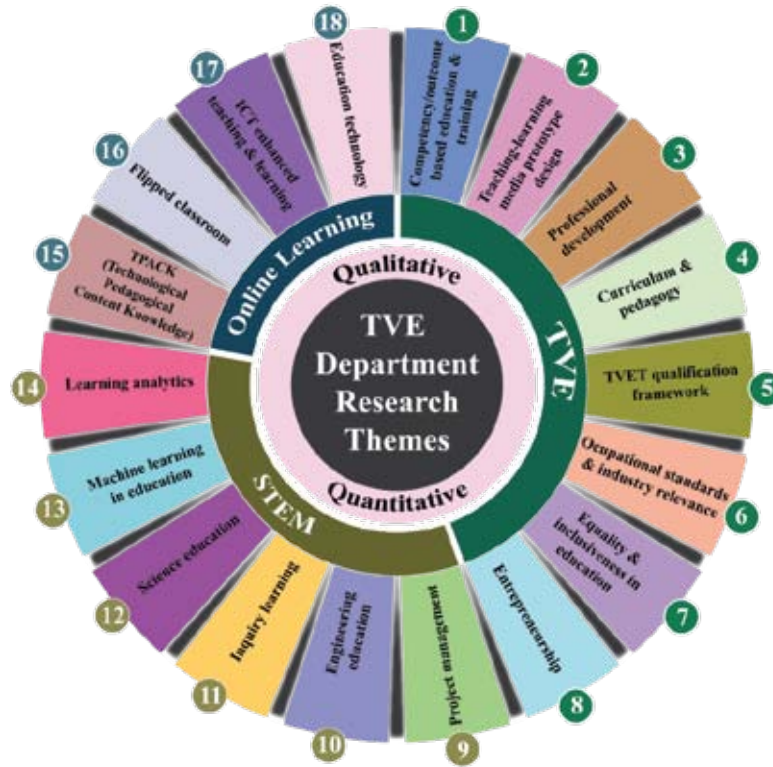 TVE
Department
Research
Themes
Qualitative
Quantitative
TVE
STEM
Online Learning
1
Competency/outcome
based education &
training
2
Teaching-learning
media prototype
design
3
Professional
development
4
Curriculam &
pedagogy
5
TVET qualification
framework
6
Ocupational standards
& industry relevance
7
Equality &
inclusiveness in
education
8
Entrepreneurship
9
Project management
10
Engineering
education
11
Inquiry learning
12
Science education
13
Machine learning
in education
14
Learning analytics
15
TPACK
(Technological
Pedagogical
Content Knowledge)
16
Flipped classroom
17
ICT enhanced
teaching & learning
18
Education technology